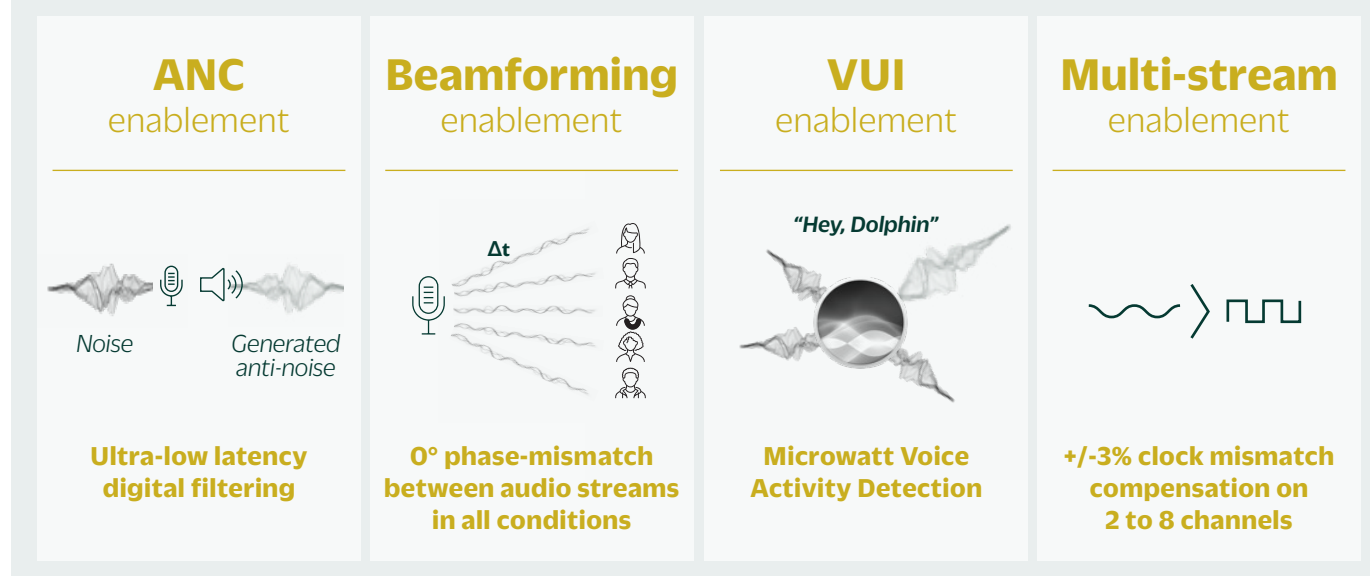 ANC
enablement
Noise
Generated
anti-noise
Ultra-low latency
digital filtering
Beamforming
enablement
Δt
0° phase-mismatch
between audio streams
in all conditions
VUI
enablement
“Hey, Dolphin”
Microwatt Voice
Activity Detection
Multi-stream
enablement
+/-3% clock mismatch
compensation on
2 to 8 channels